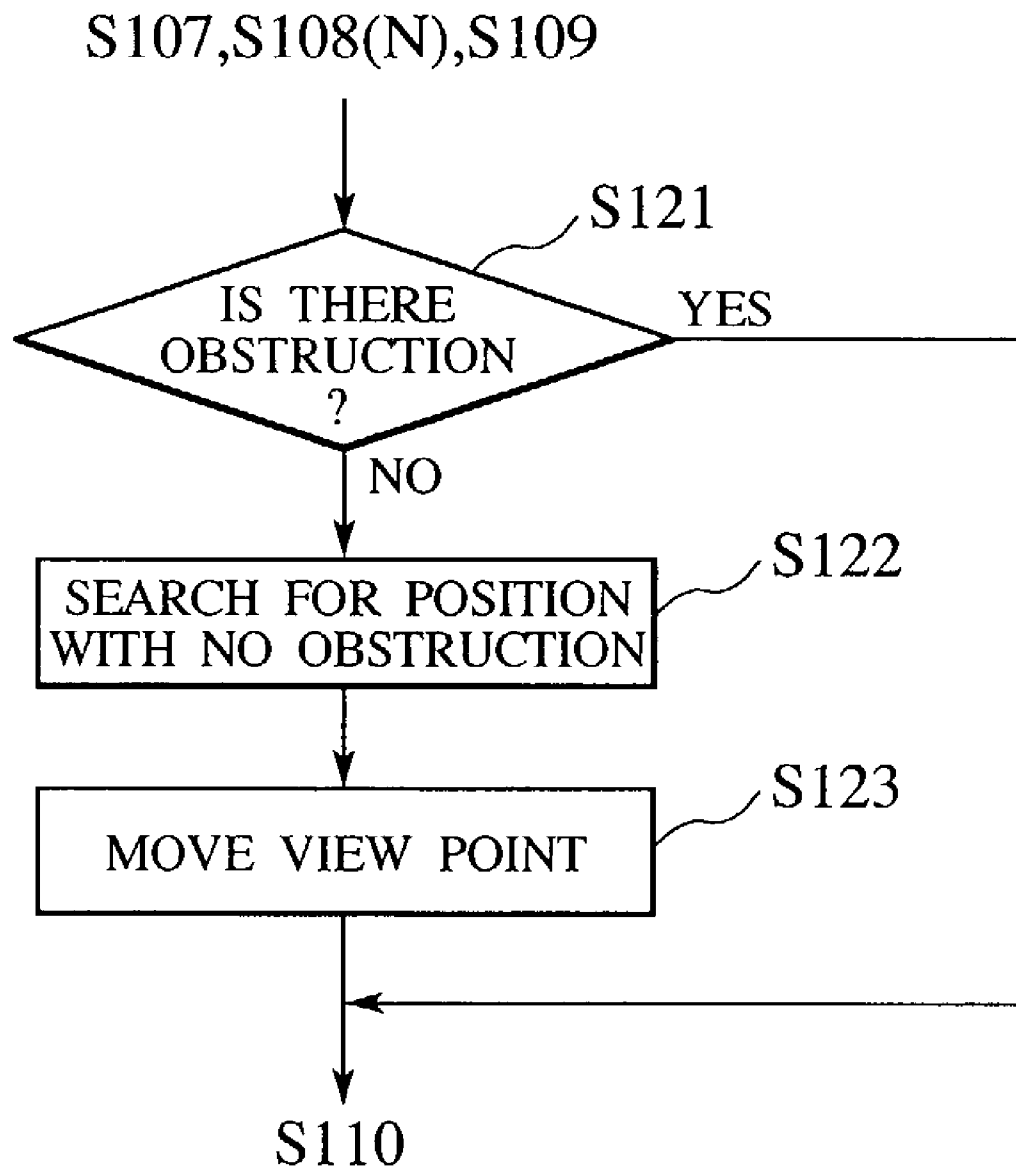 S107,S108(N),S109
S121
IS THERE
OBSTRUCTION
?
YES
NO
S122
SEARCH FOR POSITION
WITH NO OBSTRUCTION
S123
MOVE VIEW POINT
S110